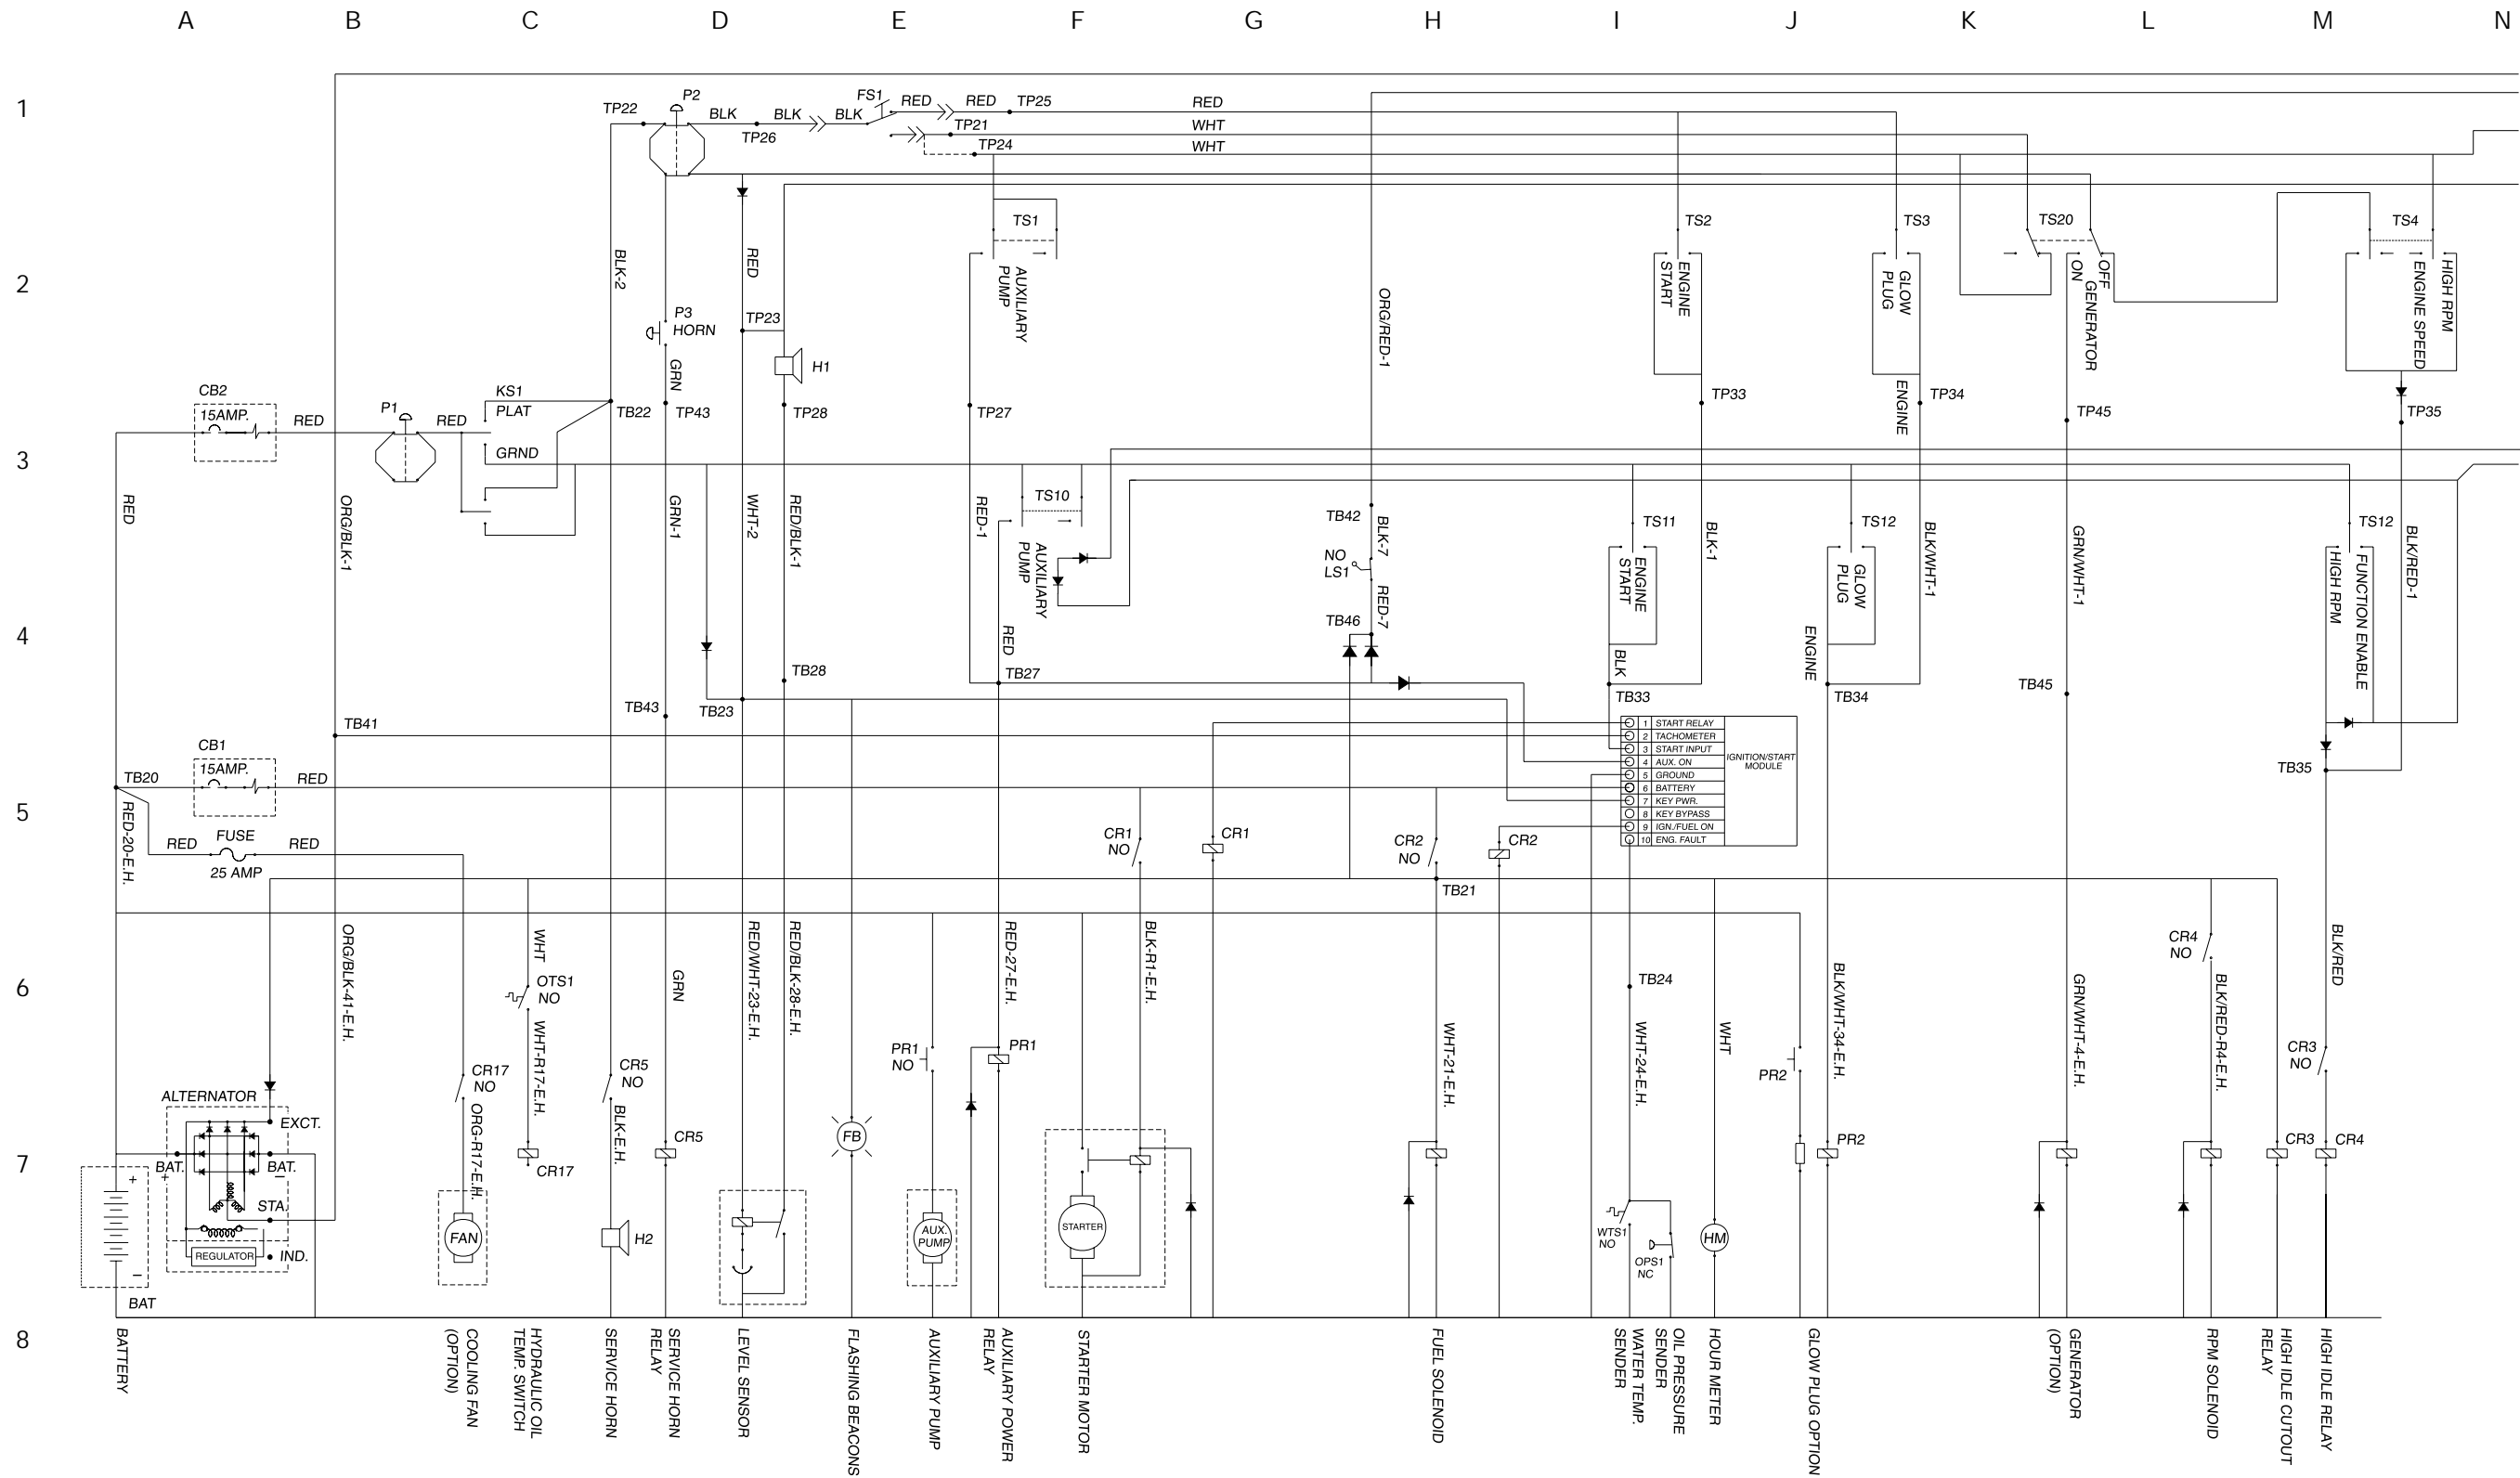 A B C D E F G H I J K L M N
1
TP22
P2
BLK
TP26
BLK
BLK
FS1
RED
RED
TP25
RED
TP21
WHT
TP24
WHT
2
BLK-2
P3
HORN
GRN
RED
TP23
H1
TS1
AUXILIARY
PUMP
ORG/RED-1
TS2
ENGINE
START
TS3
GLOW
PLUG
TS20
ON
OFF
GENERATOR
TS4
ENGINE SPEED
HIGH RPM
3
CB2
15AMP.
RED
P1
RED
KS1
PLAT
GRND
TB22
TP43
TP28
TP27
TP33
ENGINE
TP34
TP45
TP35
RED
ORG/BLK-1
GRN-1
WHT-2
RED/BLK-1
RED-1
TS10
AUXILIARY
PUMP
TB42
BLK-7
NO
LS1
RED-7
TS11
ENGINE
START
BLK-1
TS12
GLOW
PLUG
BLK/WHT-1
GRN/WHT-1
TS12
HIGH RPM
FUNCTION ENABLE
BLK/RED-1
4
TB46
RED
TB27
TB28
TB43
TB23
TB41
BLK
TB33
ENGINE
TB34
TB45
1 START RELAY
2 TACHOMETER
3 START INPUT
4 AUX. ON
5 GROUND
6 BATTERY
7 KEY PWR.
8 KEY BYPASS
9 IGN./FUEL ON
10 ENG. FAULT
IGNITION/START
MODULE
TB35
5
CB1
15AMP.
TB20
RED
RED-20-E.H.
RED
FUSE
25 AMP
RED
CR1
NO
CR1
CR2
NO
CR2
TB21
6
ORG/BLK-41-E.H.
WHT
OTS1
NO
WHT-R17-E.H.
GRN
RED/WHT-23-E.H.
RED/BLK-28-E.H.
RED-27-E.H.
BLK-R1-E.H.
WHT-21-E.H.
TB24
WHT-24-E.H.
WHT
BLK/WHT-34-E.H.
GRN/WHT-4-E.H.
CR4
NO
BLK/RED-R4-E.H.
BLK/RED
CR3
NO
CR17
NO
ORG-R17-E.H.
CR5
NO
BLK-E.H.
PR1
NO
PR1
PR2
7
ALTERNATOR
EXCT.
BAT.
+
BAT.
–
STA.
REGULATOR
IND.
+
–
BAT
FAN
CR17
CR5
H2
FB
AUX.
PUMP
STARTER
WTS1
NO
OPS1
NC
HM
PR2
CR3
CR4
8
BATTERY
COOLING FAN
(OPTION)
HYDRAULIC OIL
TEMP. SWITCH
SERVICE HORN
SERVICE HORN
RELAY
LEVEL SENSOR
FLASHING BEACONS
AUXILIARY PUMP
AUXILIARY POWER
RELAY
STARTER MOTOR
FUEL SOLENOID
WATER TEMP.
SENDER
OIL PRESSURE
SENDER
HOUR METER
GLOW PLUG OPTION
GENERATOR
(OPTION)
RPM SOLENOID
HIGH IDLE CUTOUT
RELAY
HIGH IDLE RELAY